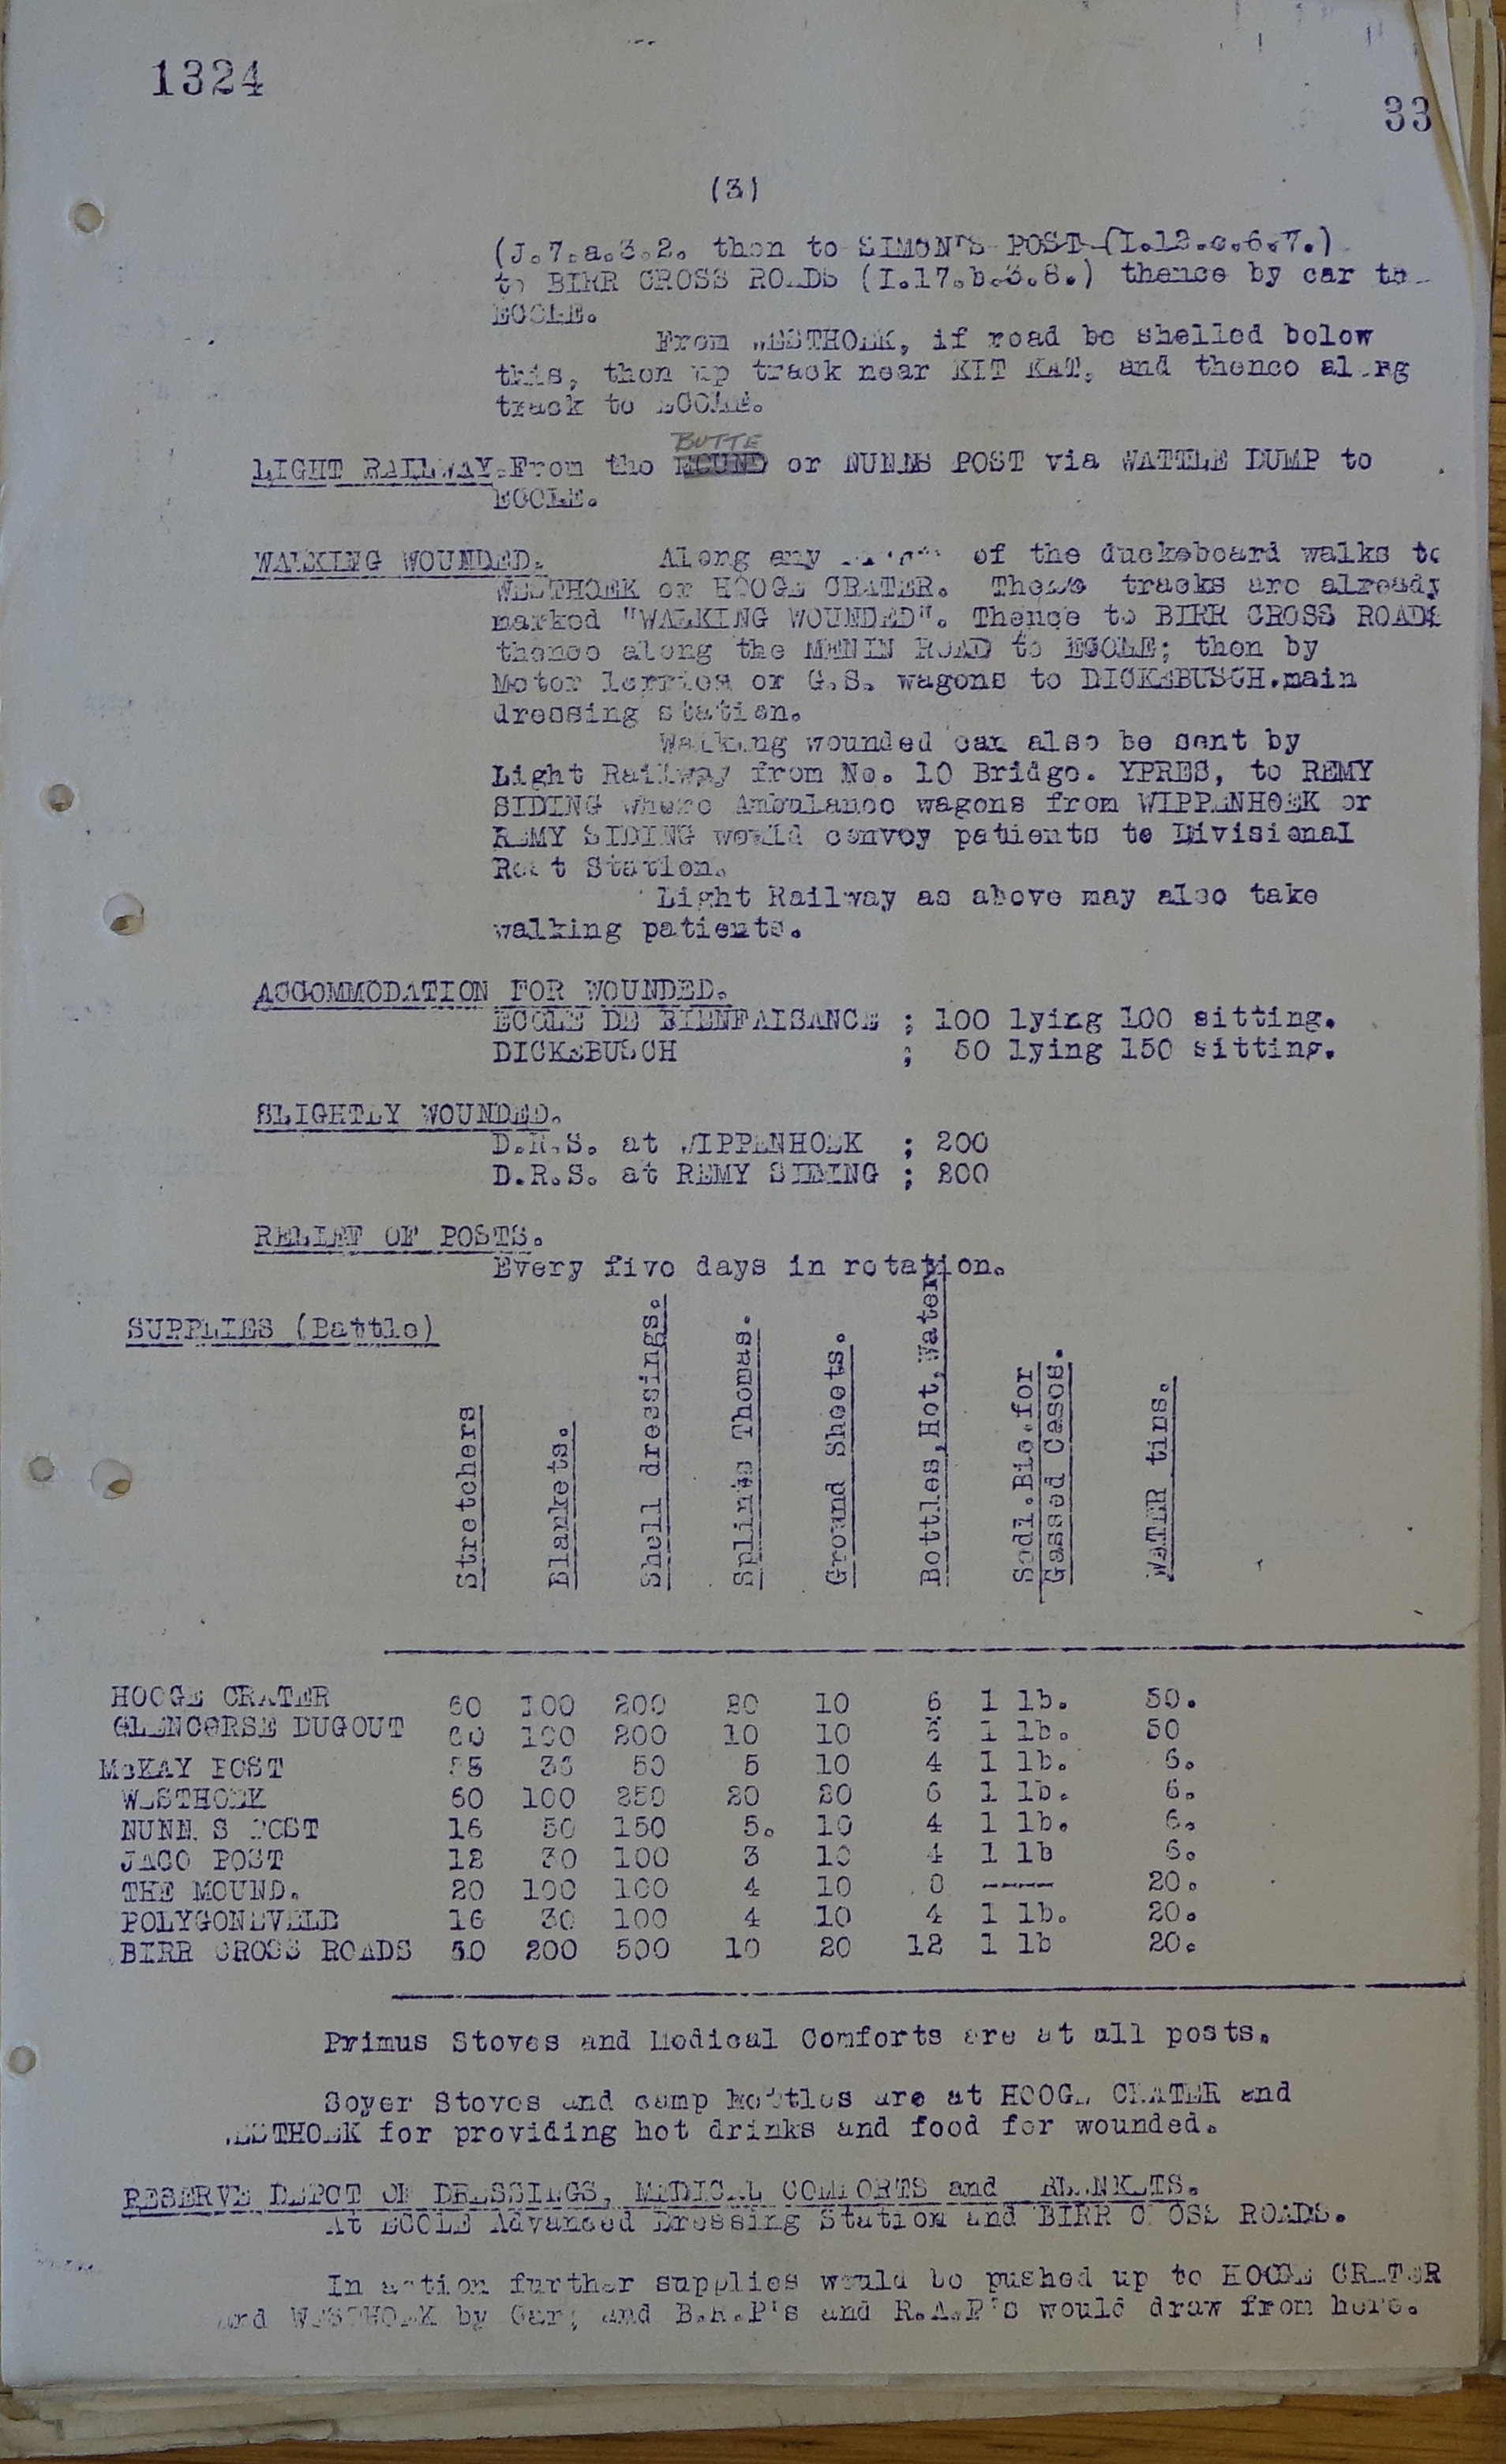 1324
33
(3)
(J.7.a.3.2. then to SIMON'S POST (I.12.c.6.7.)
to BIRR CROSS ROADS (I.17.b.3.8.) thence by car to
ECOLE.
From WESTHOEK, if road be shelled below
this, then up track near KIT KAT, and thence along
track to ECOLE.
BUTTE
LIGHT RAILWAY. From the MOUND or NUNNS POST via WATTLE DUMP to
ECOLE.
WALKING WOUNDED. Along any of the duckboard walks to
WESTHOEK or HOOGE CRATER. These tracks are already
marked "WALKING WOUNDED". Thence to BIRR CROSS ROADS
thence along the MENIN ROAD to ECOLE; then by
Motor lorries or G.S. wagons to DICKEBUSCH.main
dressing station.
Walking wounded can also be sent by
Light Railway from No. 10 Bridge. YPRES, to REMY
SIDING where Ambulance wagons from WIPPENHOEK or
REMY SIDING would convoy patients to Divisional
Rest Station.
Light Railway as above may also take
walking patients.
ACCOMMODATION FOR WOUNDED.
ECOLE DE BIENFAISANCE ; 100 lying 100 sitting.
DICKEBUSCH ; 50 lying 150 sitting.
SLIGHTLY WOUNDED.
D.R.S. at WIPPENHOEK ; 200
D.R.S. at REMY SIDING ; 200
RELIEF OF POSTS.
Every five days in rotation.
SUPPLIES (Battle)
Stretchers
Blankets.
Shell dressings.
Splints Thomas.
Ground Sheets.
Bottles,Hot,Water
Sodi.Bic.for
Gassed Cases.
WATER tins.
HOOGE CRATER 60 100 200 20 10 6 1 lb. 50.
GLENCORSE DUGOUT 60 100 200 10 10 6 1 lb. 50
McKAY POST 50 5 10 4 1 lb. 6.
WESTHOEK 60 100 250 20 20 6 1 lb. 6.
NUNN S POST 16 50 150 5. 10 4 1 lb. 6.
JACO POST 12 30 100 3 10 4 1 lb 6.
THE MOUND. 20 100 100 4 10 8 ---- 20.
POLYGONEVELD 16 30 100 4 10 4 1 lb. 20.
BIRR CROSS ROADS 50 200 500 10 20 12 1 lb 20.
Primus Stoves and Medical Comforts are at all posts.
Soyer Stoves and camp kettles are at HOOGE CRATER and
WESTHOEK for providing hot drinks and food for wounded.
RESERVE DEPOT OF DRESSINGS, MEDICAL COMFORTS and BLANKETS.
At ECOLE Advanced Dressing Station and BIRR CROSS ROADS.
In action further supplies would be pushed up to HOOGE CRATER
and WESTHOEK by Car; and B.R.P's and R.A.P's would draw from here.